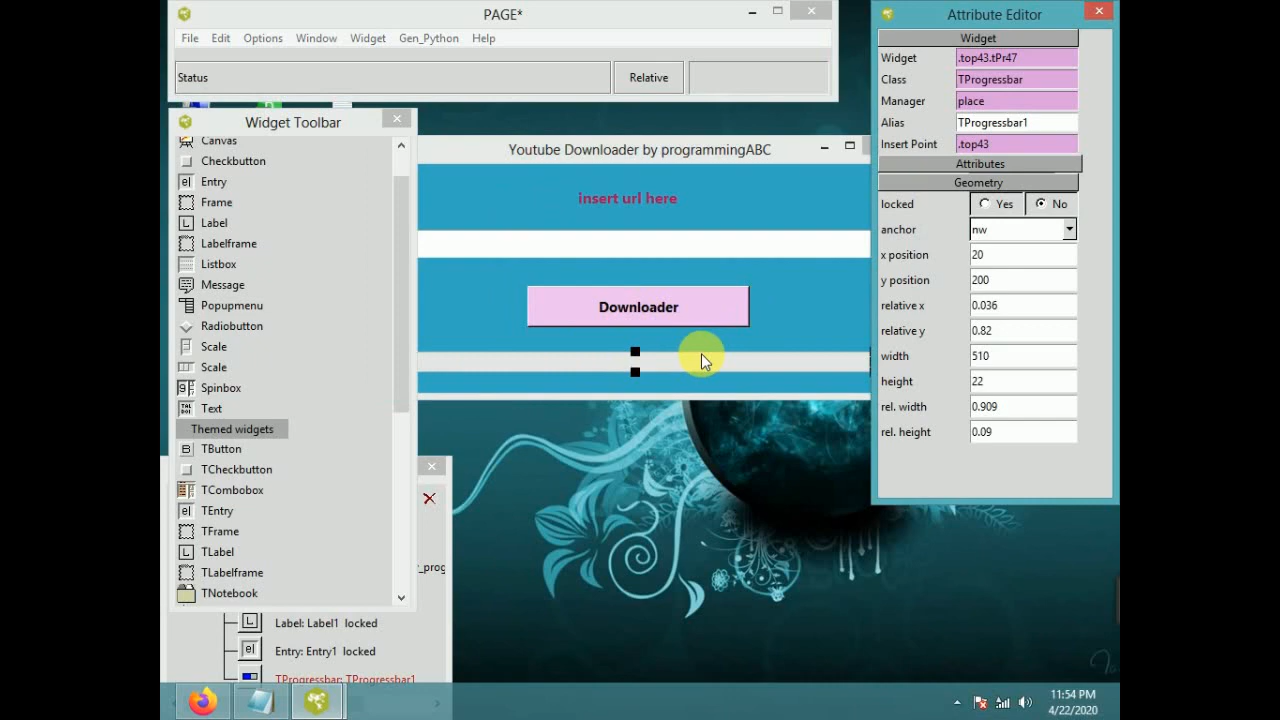 PAGE*
File Edit Options Window Widget Gen_Python Help
Status
Relative
Widget Toolbar
Canvas
Checkbutton
Entry
Frame
Label
Labelframe
Listbox
Message
Popupmenu
Radiobutton
Scale
Scale
Spinbox
Text
Themed widgets
TButton
TCheckbutton
TCombobox
TEntry
TFrame
TLabel
TLabelframe
TNotebook
Youtube Downloader by programmingABC
insert url here
Downloader
_prog
Label: Label1 locked
Entry: Entry1 locked
TProgressbar: TProgressbar1
Attribute Editor
Widget
Widget .top43.tPr47
Class TProgressbar
Manager place
Alias TProgressbar1
Insert Point .top43
Attributes
Geometry
locked Yes No
anchor nw
x position 20
y position 200
relative x 0.036
relative y 0.82
width 510
height 22
rel. width 0.909
rel. height 0.09
11:54 PM
4/22/2020